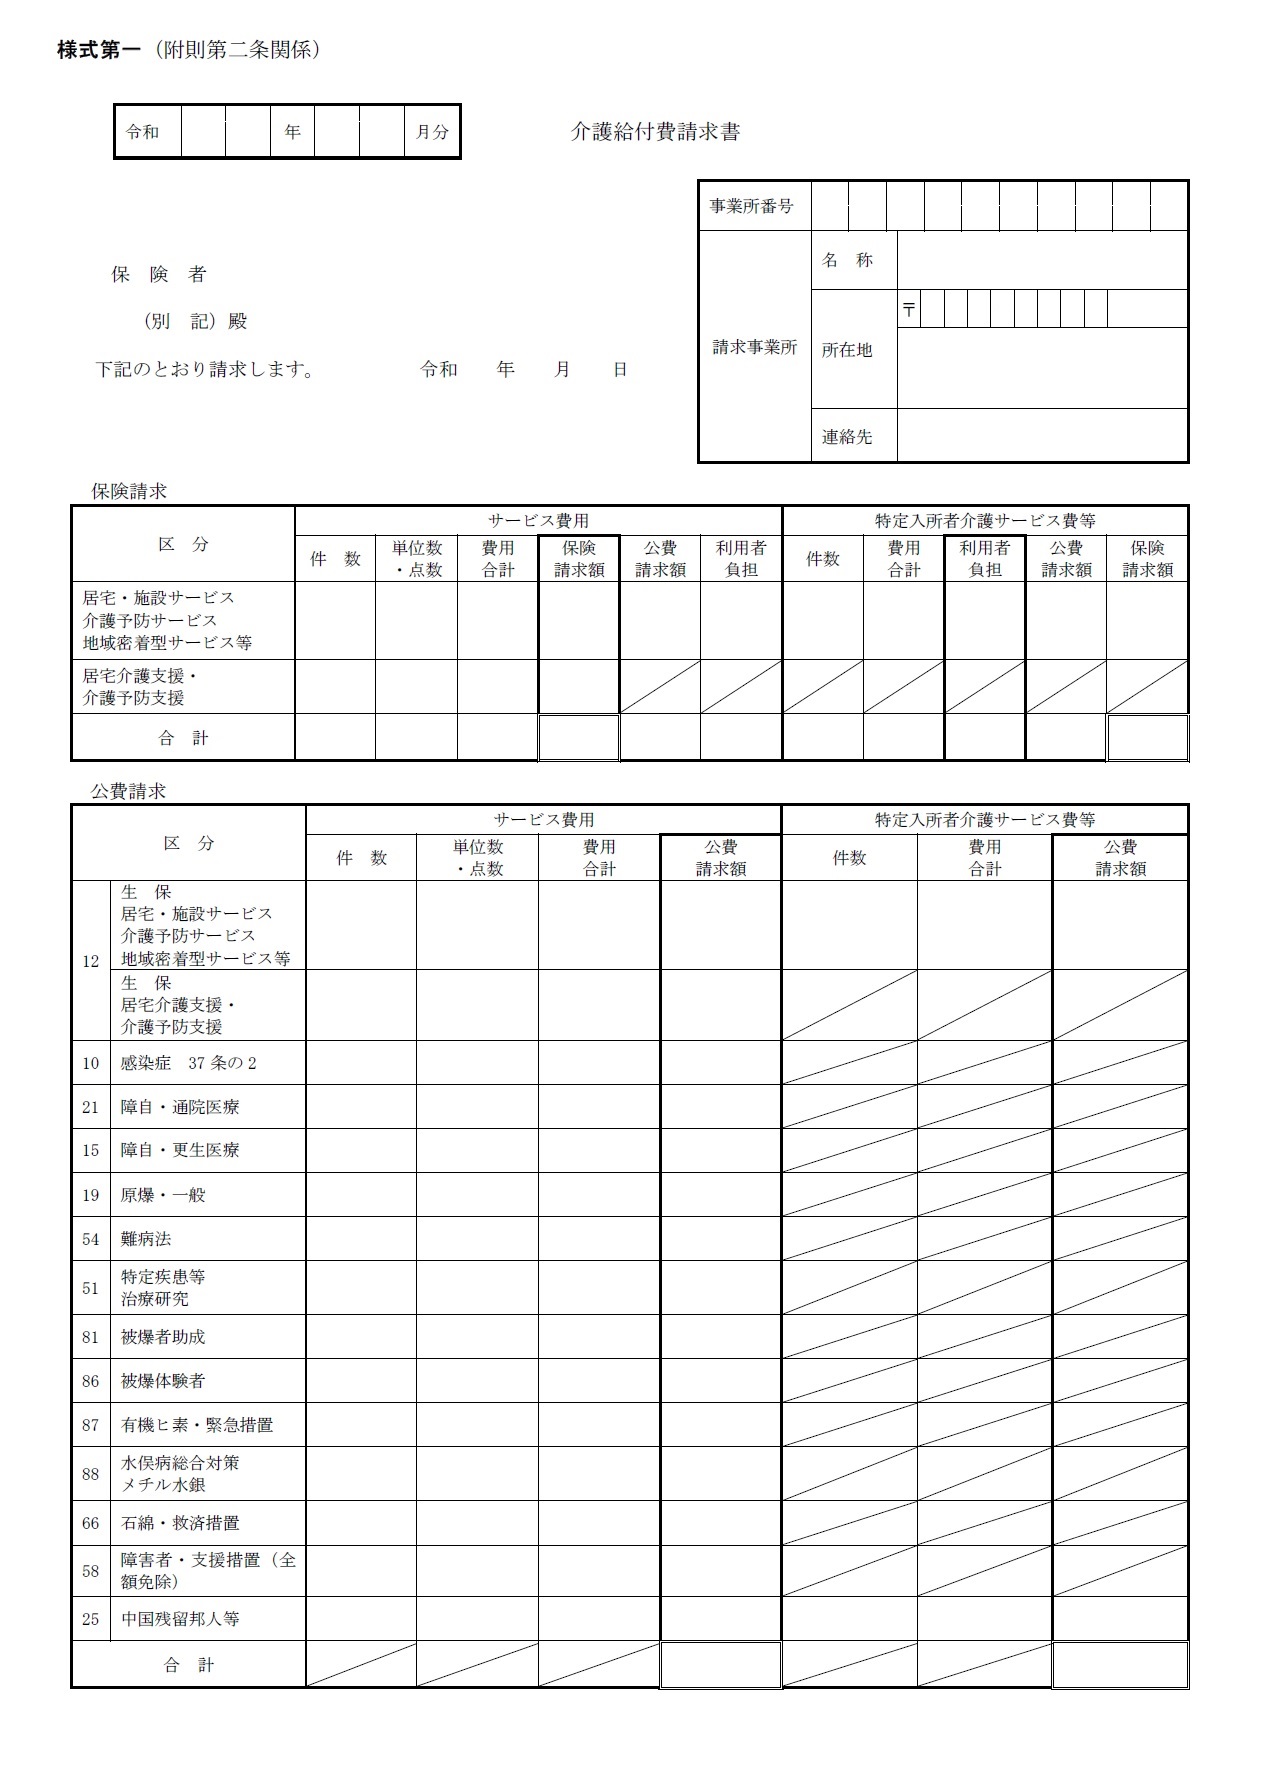 様式第一（附則第二条関係）
令和 年 月分
介護給付費請求書
事業所番号
保　険　者
（別　記）殿
下記のとおり請求します。 令和　　年　　月　　日
請求事業所
名　称
所在地
〒
連絡先
保険請求
区　分
サービス費用
特定入所者介護サービス費等
件　数
単位数
・点数
費用
合計
保険
請求額
公費
請求額
利用者
負担
件数
費用
合計
利用者
負担
公費
請求額
保険
請求額
居宅・施設サービス
介護予防サービス
地域密着型サービス等
居宅介護支援・
介護予防支援
合　計
公費請求
区　分
サービス費用
特定入所者介護サービス費等
件　数
単位数
・点数
費用
合計
公費
請求額
件数
費用
合計
公費
請求額
12
生　保
居宅・施設サービス
介護予防サービス
地域密着型サービス等
生　保
居宅介護支援・
介護予防支援
10 感染症　37 条の 2
21 障自・通院医療
15 障自・更生医療
19 原爆・一般
54 難病法
51 特定疾患等
治療研究
81 被爆者助成
86 被爆体験者
87 有機ヒ素・緊急措置
88 水俣病総合対策
メチル水銀
66 石綿・救済措置
58 障害者・支援措置（全
額免除）
25 中国残留邦人等
合　計